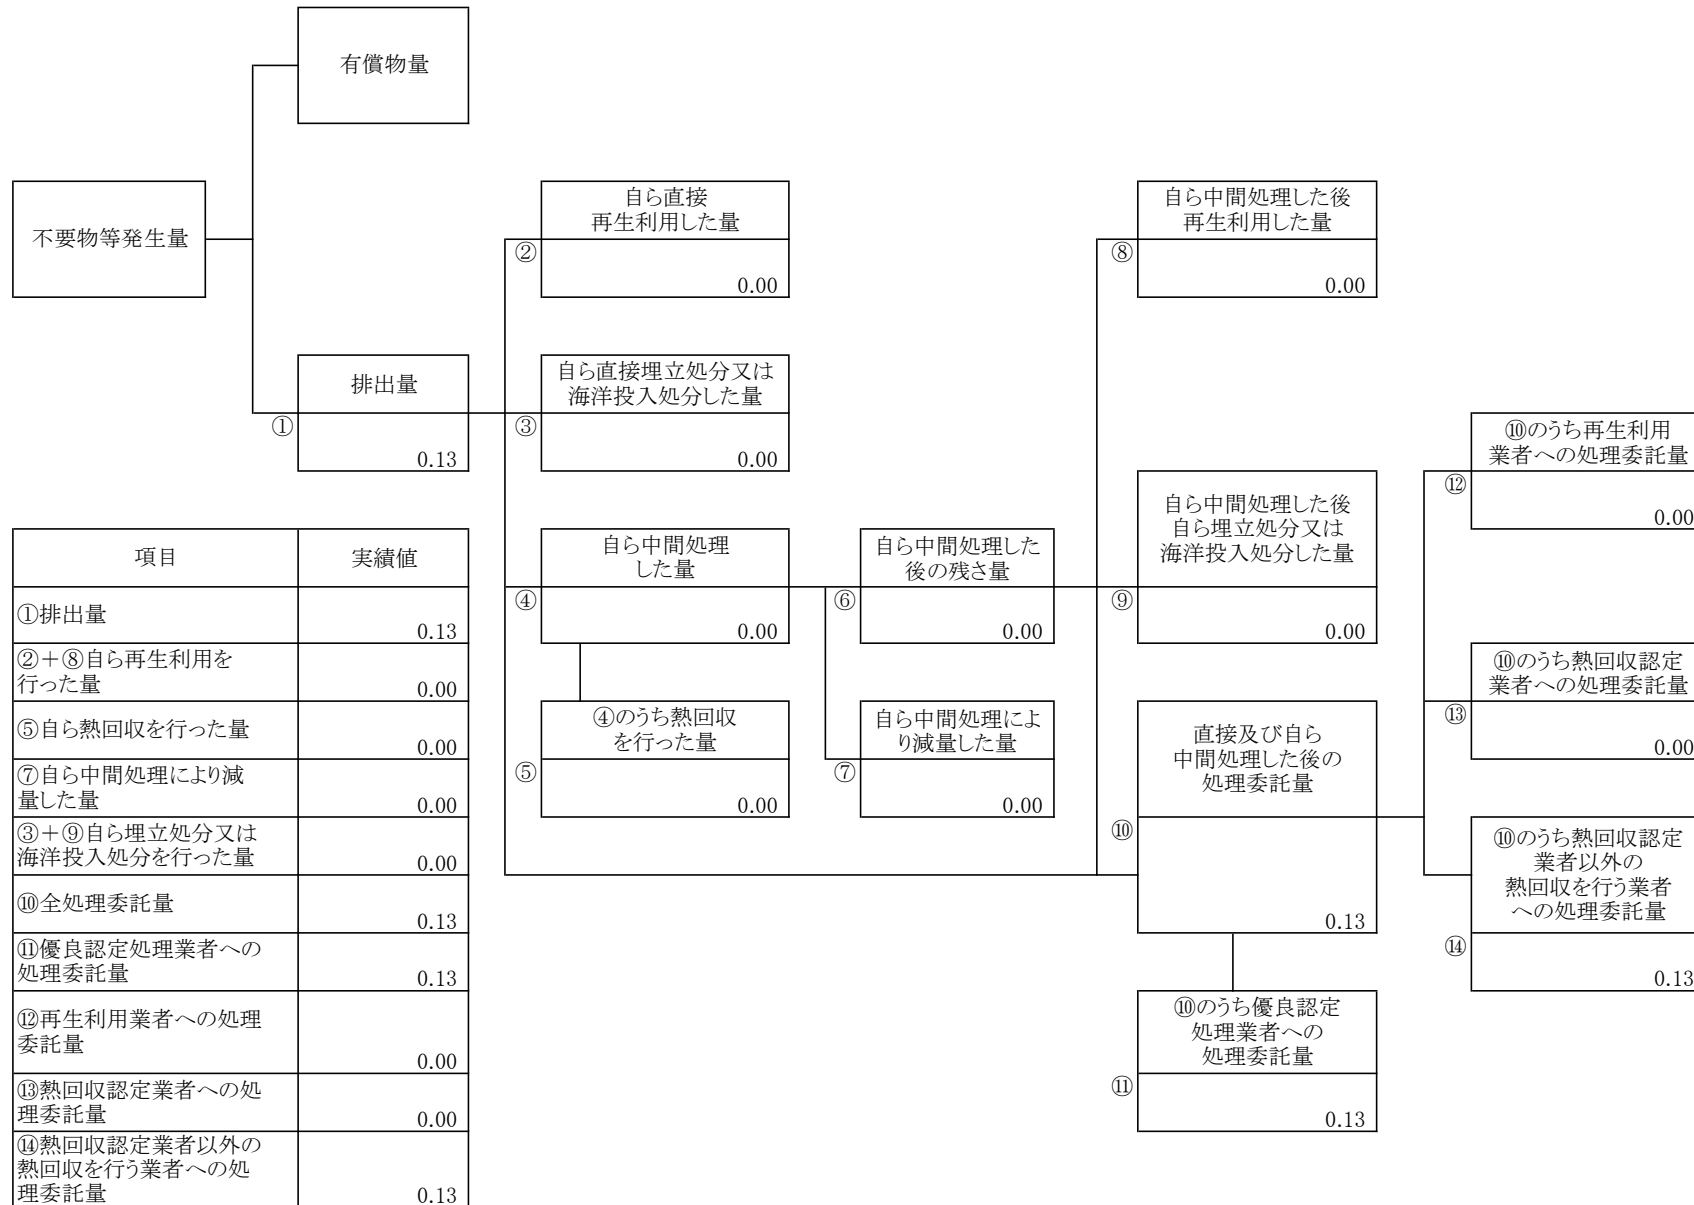 有償物量
不要物等発生量
自ら直接
再生利用した量
②
0.00
自ら中間処理した後
再生利用した量
⑧
0.00
排出量
①
0.13
自ら直接埋立処分又は
海洋投入処分した量
③
0.00
⑩のうち再生利用
業者への処理委託量
⑫
0.00
自ら中間処理
した量
④
0.00
自ら中間処理した
後の残さ量
⑥
0.00
自ら中間処理した後
自ら埋立処分又は
海洋投入処分した量
⑨
0.00
⑩のうち熱回収認定
業者への処理委託量
⑬
0.00
④のうち熱回収
を行った量
⑤
0.00
自ら中間処理によ
り減量した量
⑦
0.00
直接及び自ら
中間処理した後の
処理委託量
⑩
0.13
⑩のうち熱回収認定
業者以外の
熱回収を行う業者
への処理委託量
⑭
0.13
⑩のうち優良認定
処理業者への
処理委託量
⑪
0.13
項目 実績値
①排出量
0.13
②+⑧自ら再生利用を
行った量
0.00
⑤自ら熱回収を行った量
0.00
⑦自ら中間処理により減
量した量
0.00
③+⑨自ら埋立処分又は
海洋投入処分を行った量
0.00
⑩全処理委託量
0.13
⑪優良認定処理業者への
処理委託量
0.13
⑫再生利用業者への処理
委託量
0.00
⑬熱回収認定業者への処
理委託量
0.00
⑭熱回収認定業者以外の
熱回収を行う業者への処
理委託量
0.13